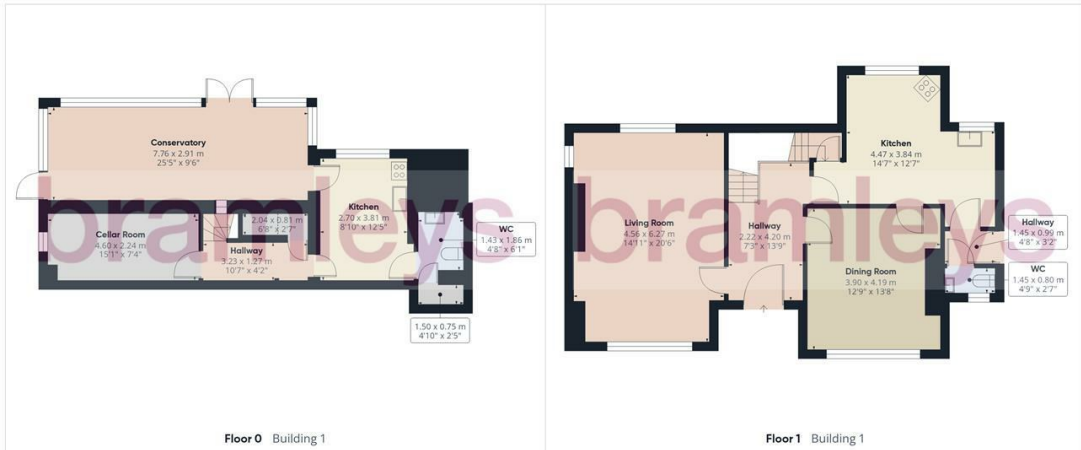 Conservatory
7.76 x 2.91 m
25'5" x 9'6"
Kitchen
2.70 x 3.81 m
8'10" x 12'5"
2.04 x 0.81 m
6'8" x 2'7"
Cellar Room
4.60 x 2.24 m
15'1" x 7'4"
Hallway
3.23 x 1.27 m
10'7" x 4'2"
WC
1.43 x 1.86 m
4'8" x 6'1"
1.50 x 0.75 m
4'10" x 2'5"
bramleys
Floor 0 Building 1
Kitchen
4.47 x 3.84 m
14'7" x 12'7"
Living Room
4.56 x 6.27 m
14'11" x 20'6"
Hallway
2.22 x 4.20 m
7'3" x 13'9"
Hallway
1.45 x 0.99 m
4'8" x 3'2"
WC
1.45 x 0.80 m
4'9" x 2'7"
Dining Room
3.90 x 4.19 m
12'9" x 13'8"
bramleys
Floor 1 Building 1